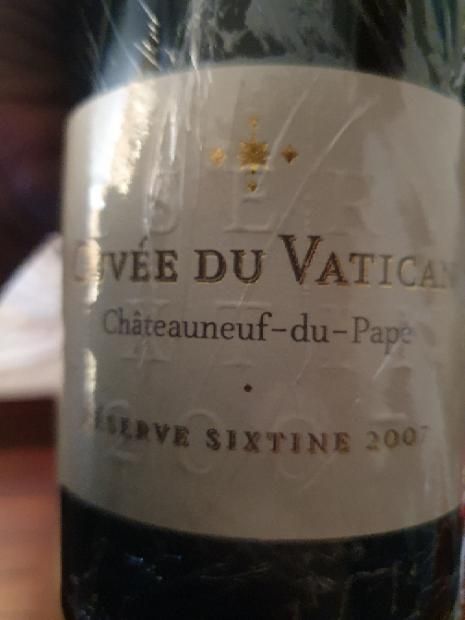 CUVÉE DU VATICAN
Châteauneuf-du-Pape
RÉSERVE SIXTINE 2007